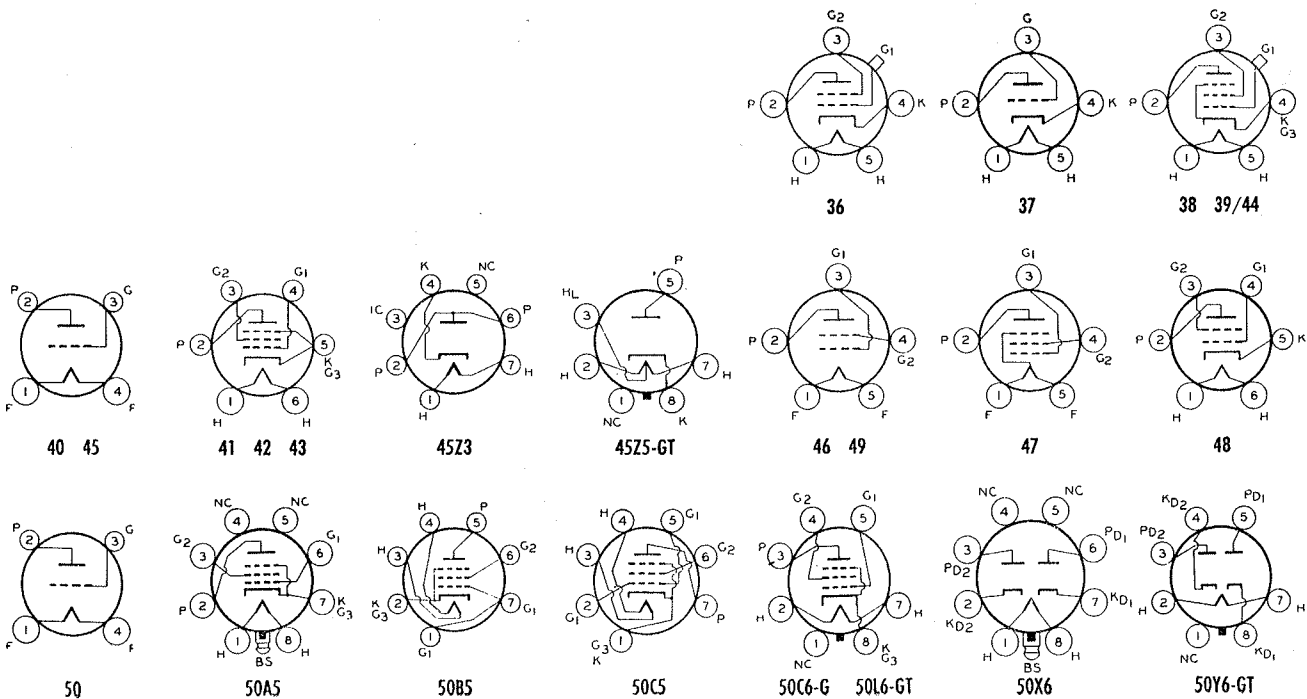 G2
3
G1
P 2
4 K
1 5
H K
36
G
3
P 2
4 K
1 5
H H
37
G2
3
G1
P 2
4
K
G3
1 5
H H
38 39/44
P 2
3 G
1 4
F F
40 45
G2 G1
3 4
P 2
5
K
G3
1 6
H H
41 42 43
K NC
4 5
IC 3
6 P
2
P
7 H
1
H
45Z3
P
5
HL
3
2
H
7
H
1 8
NC K
45Z5-GT
G1
3
P 2
4
G2
1 5
F F
46 49
G1
3
P 2
4
G2
1 5
F F
47
G2 G1
3 4
P 2
5 K
1 6
H H
48
P 2
3 G
1 4
F F
50
NC NC
4 5
G2 3
6 G1
2
P
7 K
G3
1 8
H H
BS
50A5
H P
4 5
H 3
6 G2
K
G3
2
7
G1
1
G1
50B5
H G1
4 5
H 3
6 G2
2
G1
7
P
1
G3
K
50C5
G2 G1
4 5
P 3
H 2
7 H
1 8
NC
K
G3
50C6-G 50L6-GT
NC NC
4 5
3 PD2
6 PD1
2 KD2
7 KD1
1 8
H H
BS
50X6
KD2 PD1
4 5
PD2
3
H 2
7 H
1 8
NC KD1
50Y6-GT